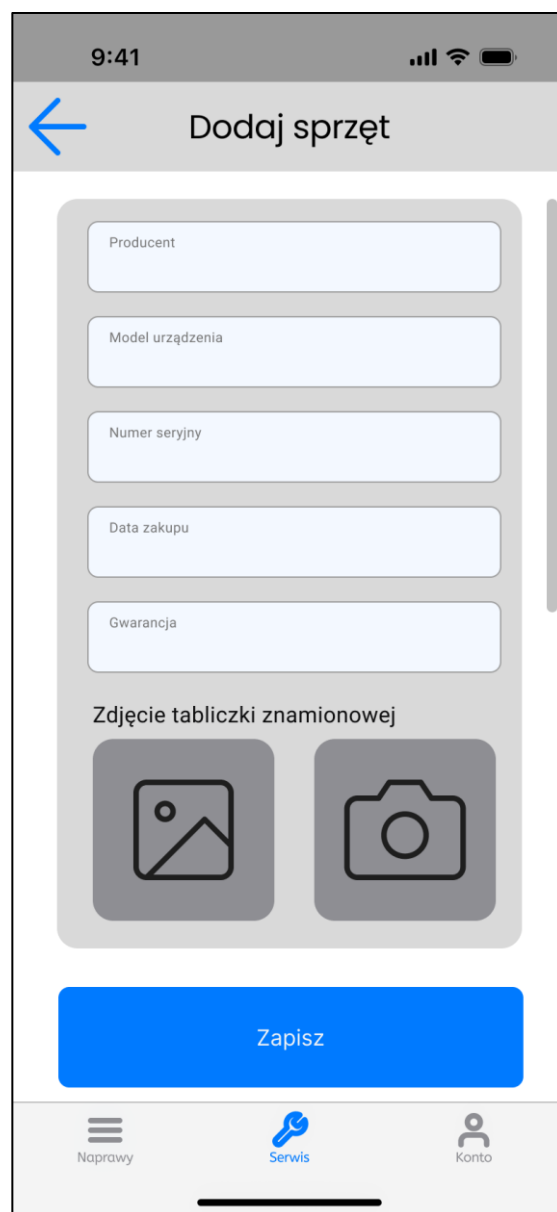 9:41
Dodaj sprzęt
Producent
Model urządzenia
Numer seryjny
Data zakupu
Gwarancja
Zdjęcie tabliczki znamionowej
Zapisz
Naprawy
Serwis
Konto